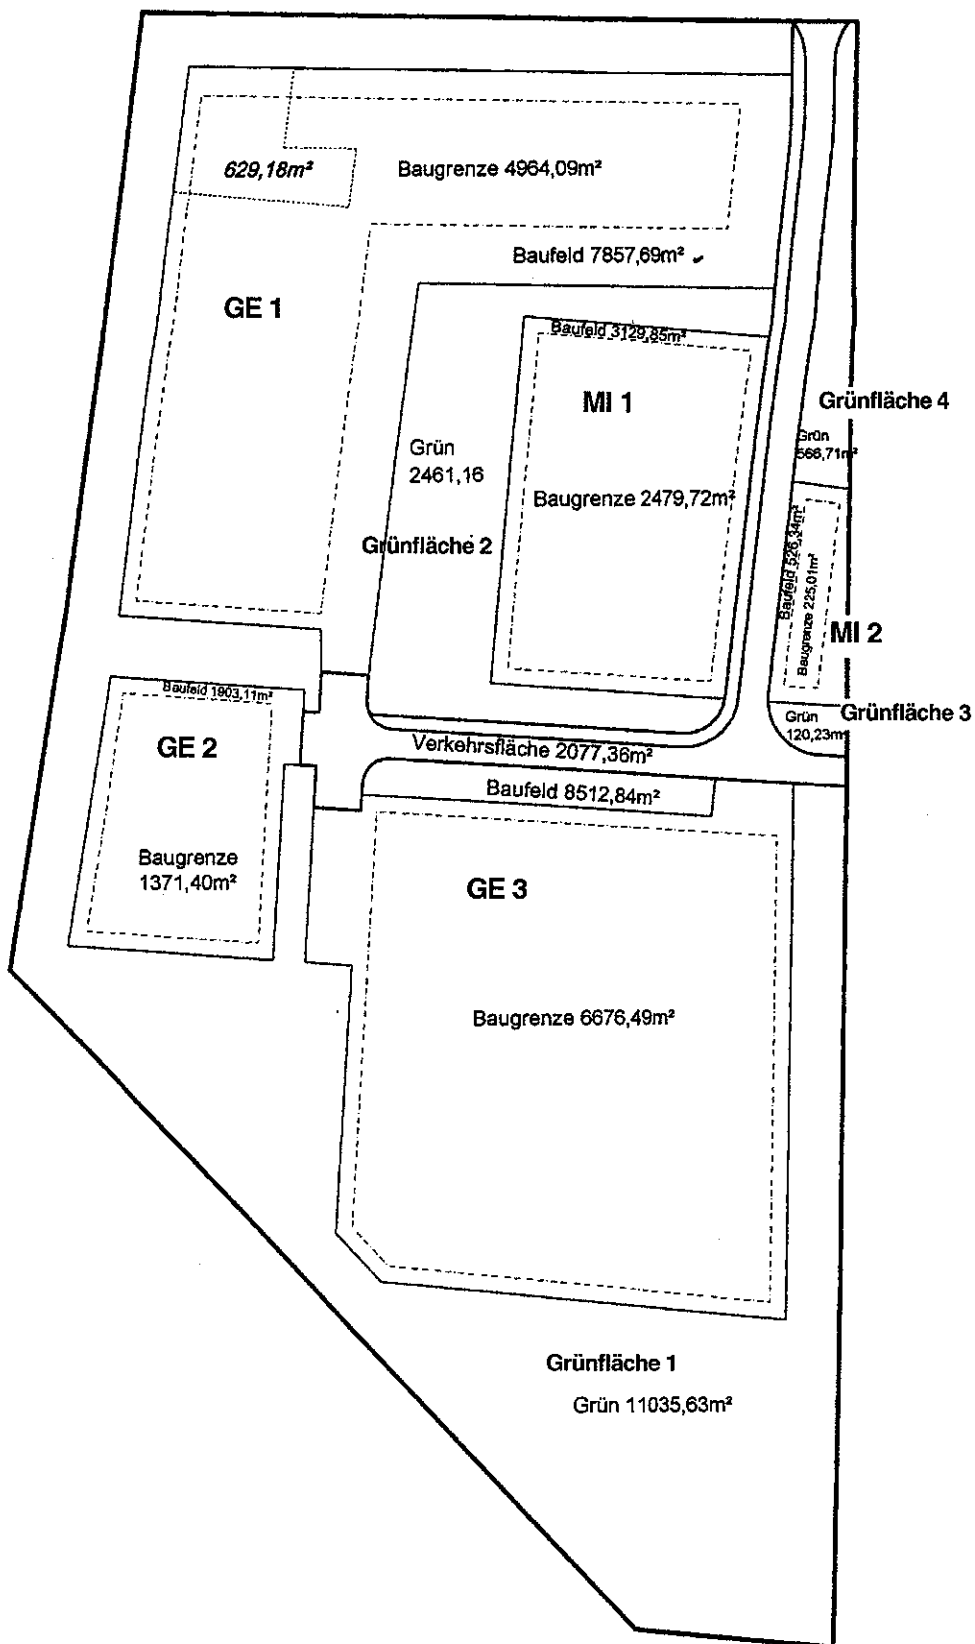 629,18m²
Baugrenze 4964,09m²
Baufeld 7857,69m²
GE 1
Baufeld 3129,85m²
MI 1
Grünfläche 4
Grün
566,71m²
Grün
2461,16
Baugrenze 2479,72m²
Grünfläche 2
Baufeld 526,34m²
Baugrenze 225,01m²
MI 2
Baufeld 1903,11m²
GE 2
Grünfläche 3
Grün
120,23m²
Verkehrsfläche 2077,36m²
Baufeld 8512,84m²
Baugrenze
1371,40m²
GE 3
Baugrenze 6676,49m²
Grünfläche 1
Grün 11035,63m²